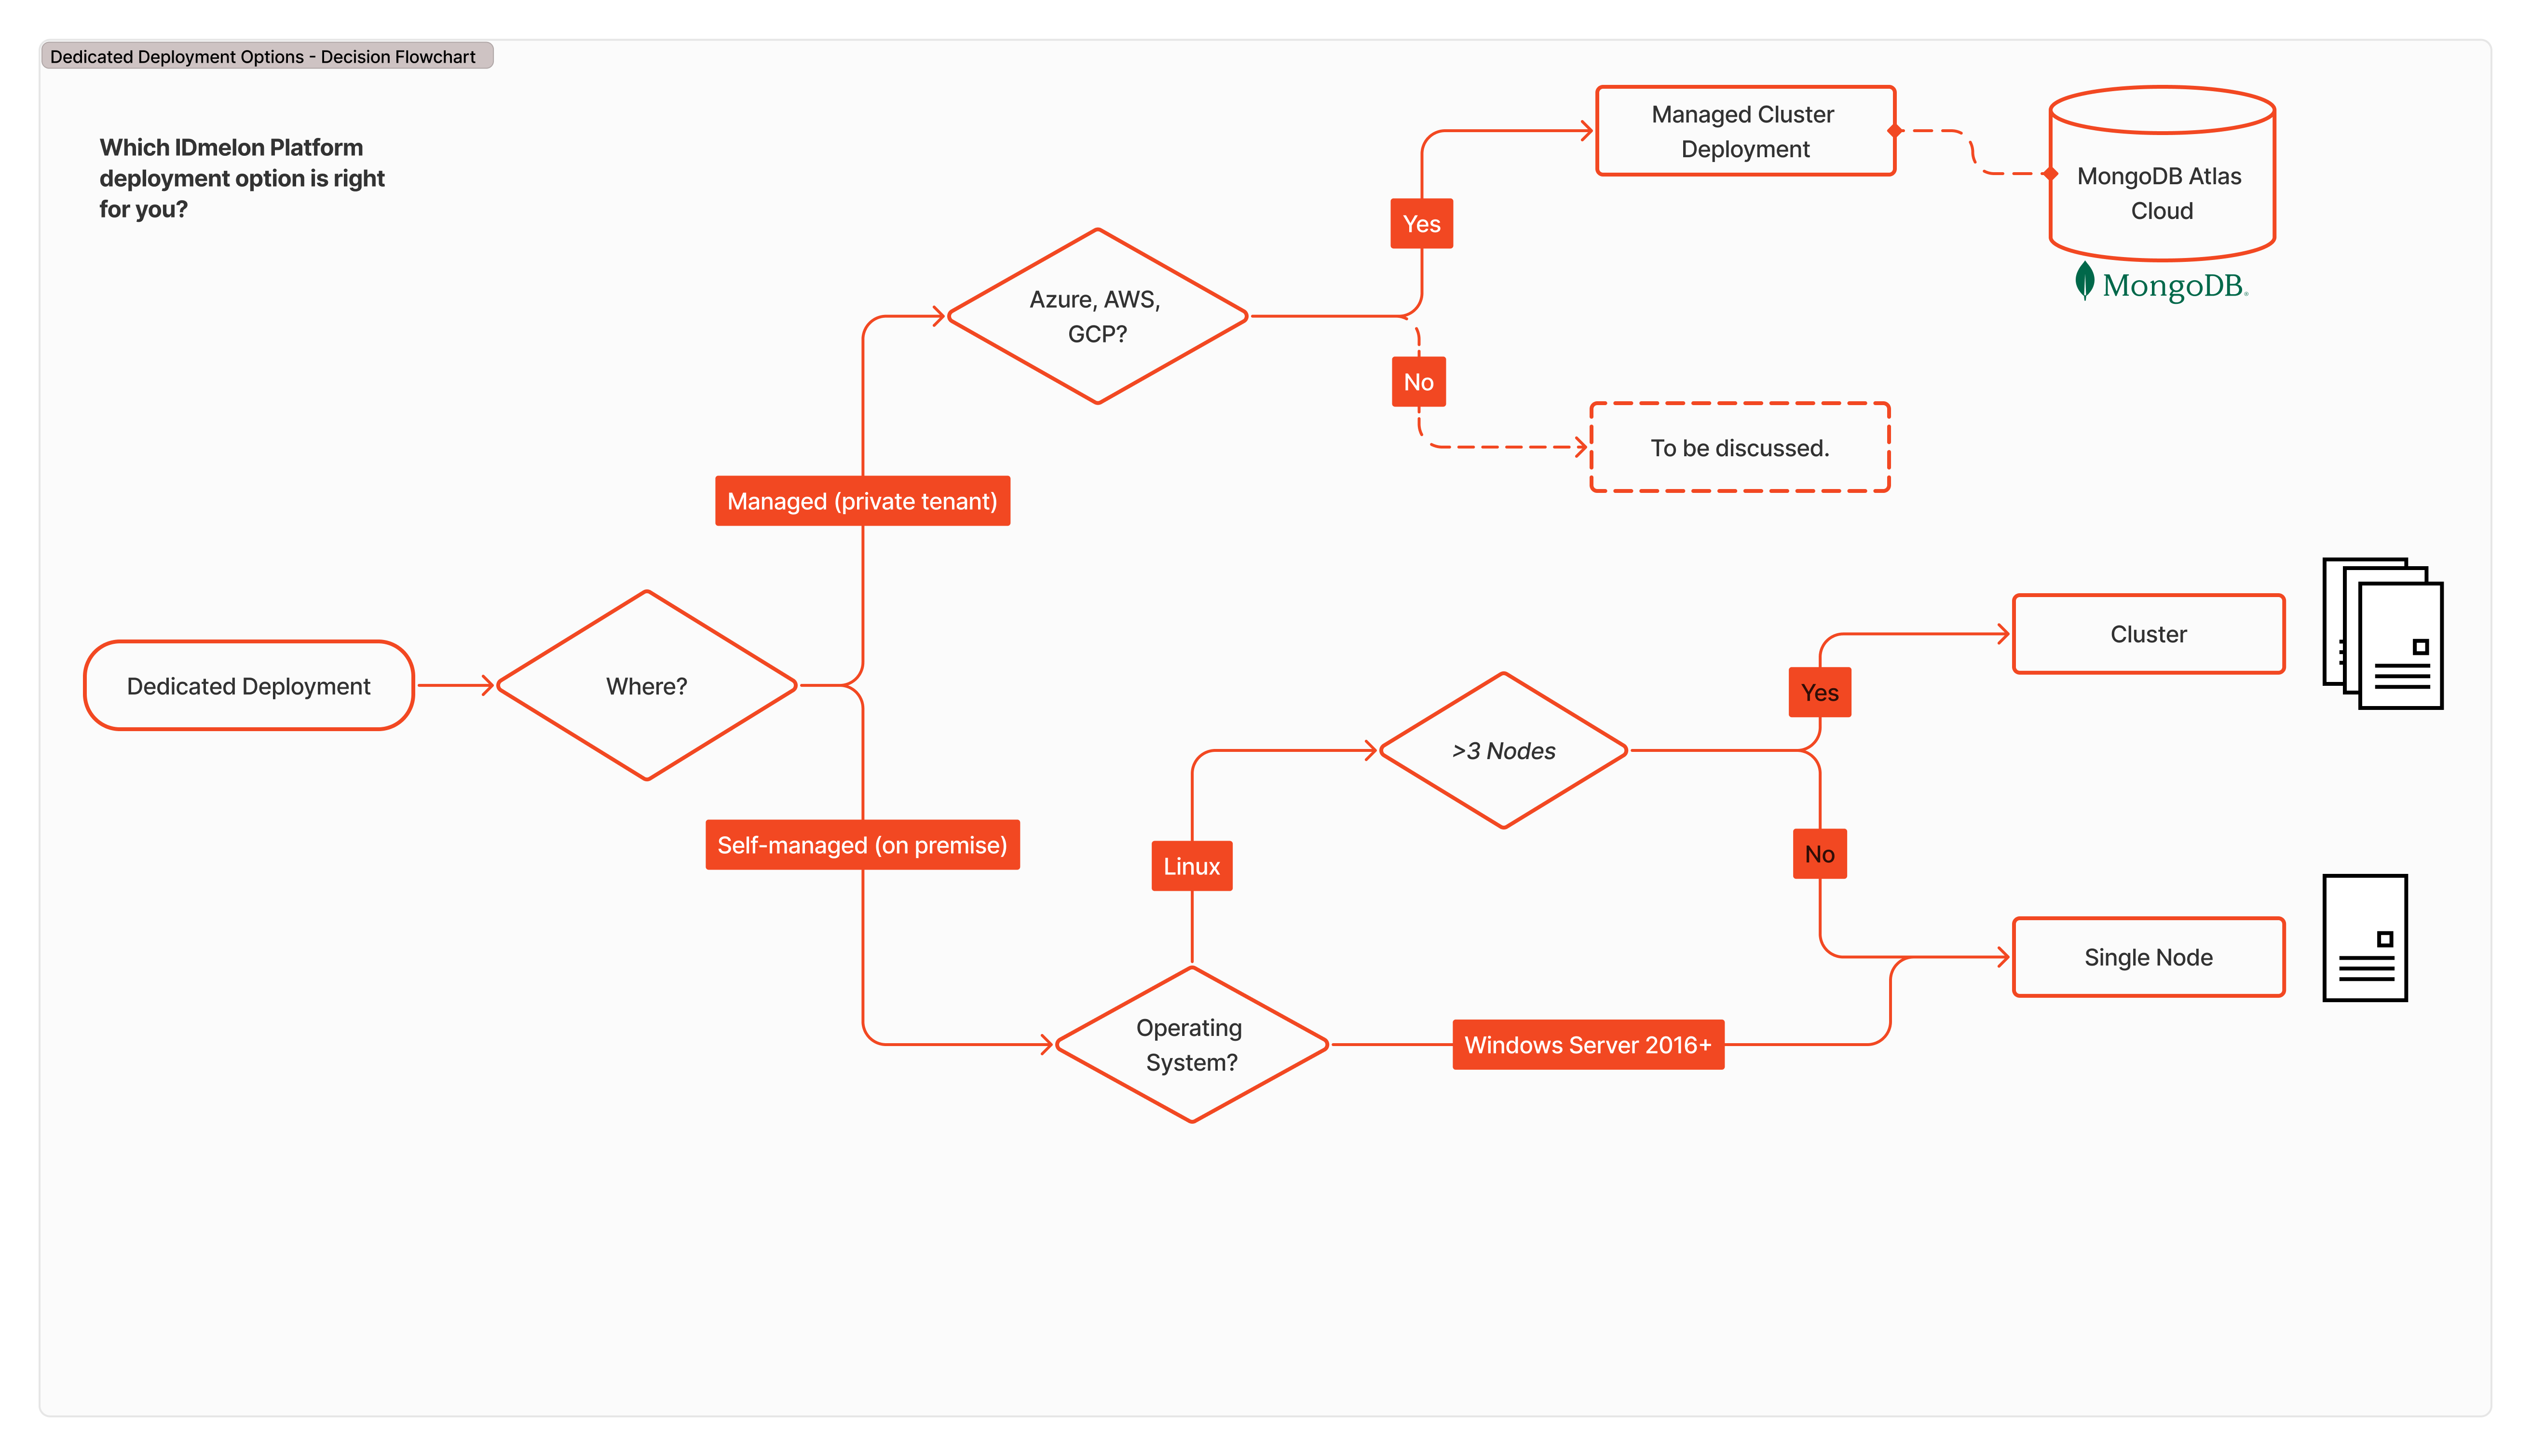 Dedicated Deployment Options - Decision Flowchart
Which IDmelon Platform
deployment option is right
for you?
Managed Cluster
Deployment
MongoDB Atlas
Cloud
MongoDB®
Yes
Azure, AWS,
GCP?
No
To be discussed.
Managed (private tenant)
Dedicated Deployment
Where?
Self-managed (on premise)
Cluster
Yes
>3 Nodes
No
Linux
Single Node
Operating
System?
Windows Server 2016+